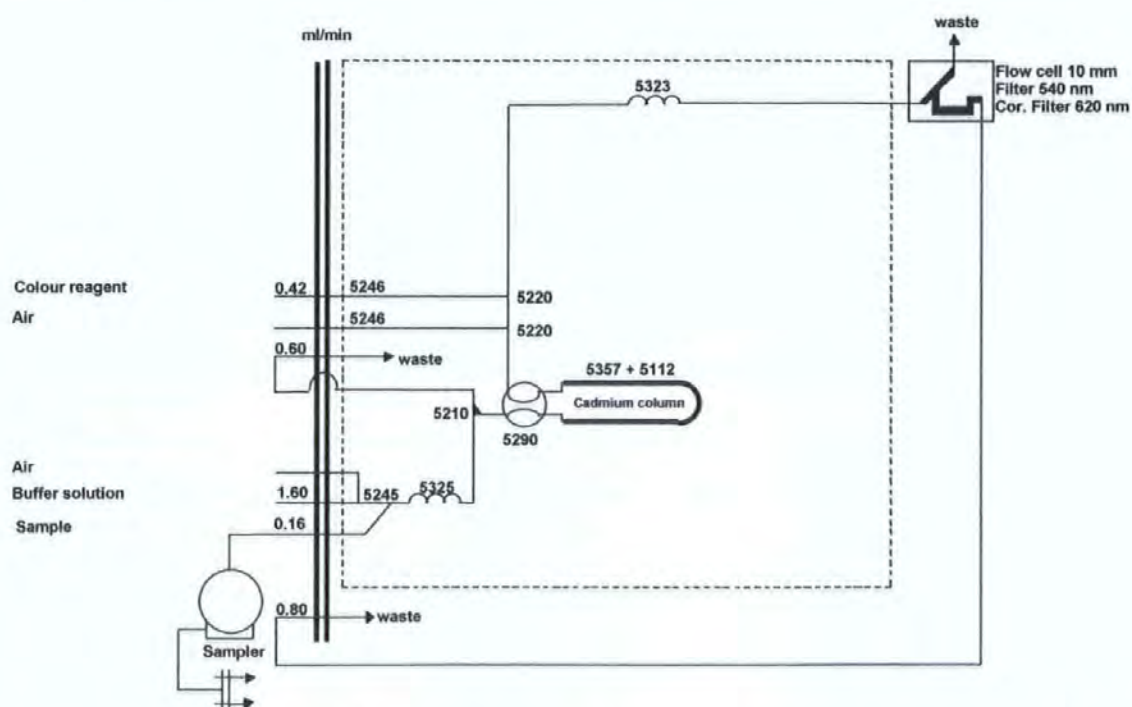 waste
ml/min
Flow cell 10 mm
Filter 540 nm
Cor. Filter 620 nm
5323
Colour reagent
0.42
5246
5220
Air
5246
5220
0.60
waste
5357 + 5112
Cadmium column
5210
5290
Air
Buffer solution
1.60
5245
5325
Sample
0.16
0.80
waste
Sampler